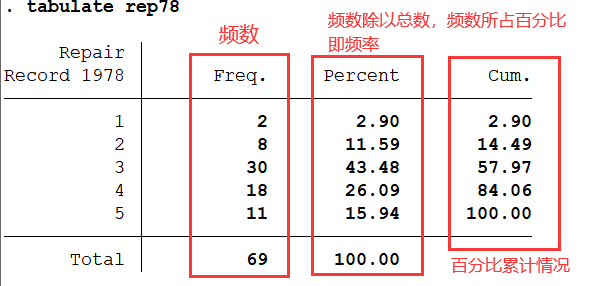 . tabulate rep78
频数
频数除以总数，频数所占百分比
即频率
Repair
Record 1978 Freq. Percent Cum.
1 2 2.90 2.90
2 8 11.59 14.49
3 30 43.48 57.97
4 18 26.09 84.06
5 11 15.94 100.00
Total 69 100.00
百分比累计情况